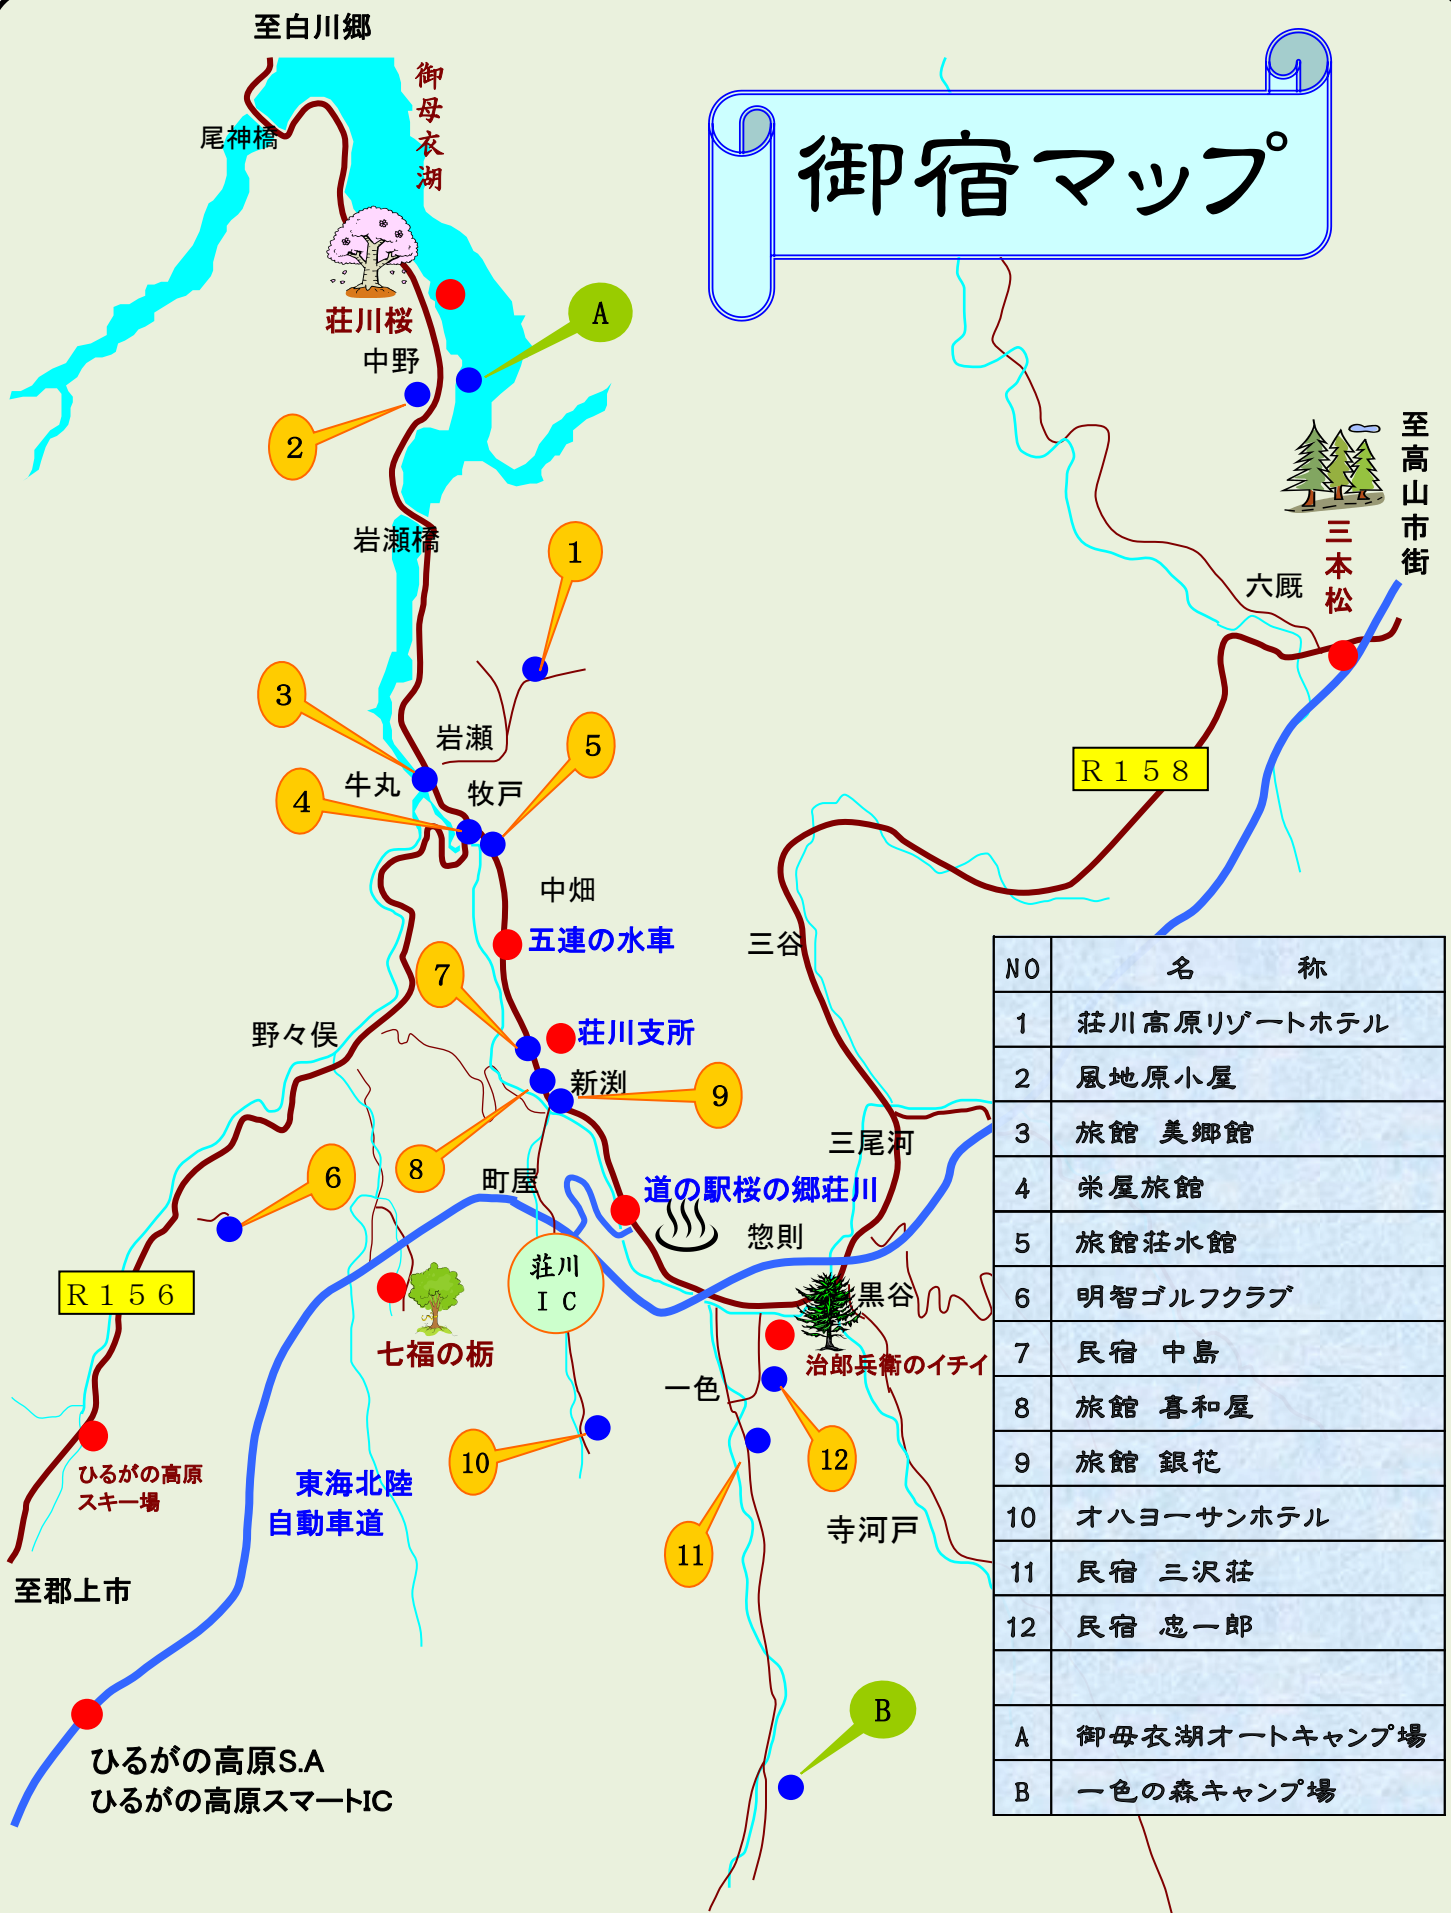 至白川郷
御母衣湖
尾神橋
御宿マップ
荘川桜
A
中野
2
至高山市街
三本松
六厩
岩瀬橋
1
3
岩瀬
5
牛丸
4
牧戸
R158
中畑
五連の水車
三谷
7
荘川支所
野々俣
新渕
9
三尾河
8
町屋
6
道の駅桜の郷荘川
惣則
荘川
IC
R156
黒谷
七福の栃
治郎兵衛のイチイ
一色
10
12
ひるがの高原
スキー場
東海北陸
自動車道
11
寺河戸
至郡上市
B
ひるがの高原S.A
ひるがの高原スマートIC
NO 名 称
1 荘川高原リゾートホテル
2 風地原小屋
3 旅館 美郷館
4 栄屋旅館
5 旅館荘水館
6 明智ゴルフクラブ
7 民宿 中島
8 旅館 喜和屋
9 旅館 銀花
10 オハヨーサンホテル
11 民宿 三沢荘
12 民宿 忠一郎
A 御母衣湖オートキャンプ場
B 一色の森キャンプ場